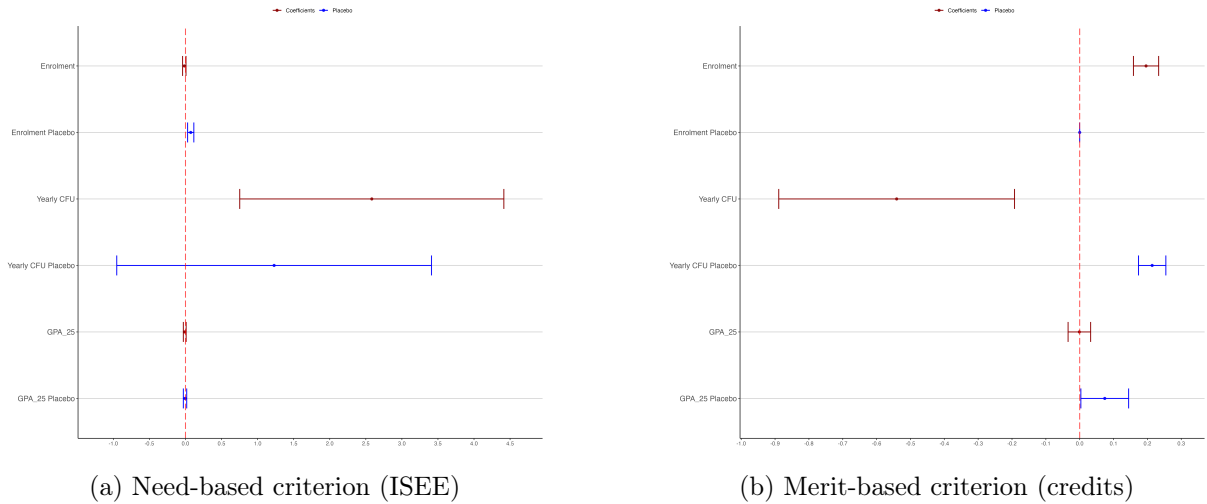 Coefficients Placebo
Enrolment
Enrolment Placebo
Yearly CFU
Yearly CFU Placebo
GPA_25
GPA_25 Placebo
-1.0 -0.5 0.0 0.5 1.0 1.5 2.0 2.5 3.0 3.5 4.0 4.5
(a) Need-based criterion (ISEE)
Coefficients Placebo
Enrolment
Enrolment Placebo
Yearly CFU
Yearly CFU Placebo
GPA_25
GPA_25 Placebo
-1.0 -0.9 -0.8 -0.7 -0.6 -0.5 -0.4 -0.3 -0.2 -0.1 0.0 0.1 0.2 0.3
(b) Merit-based criterion (credits)